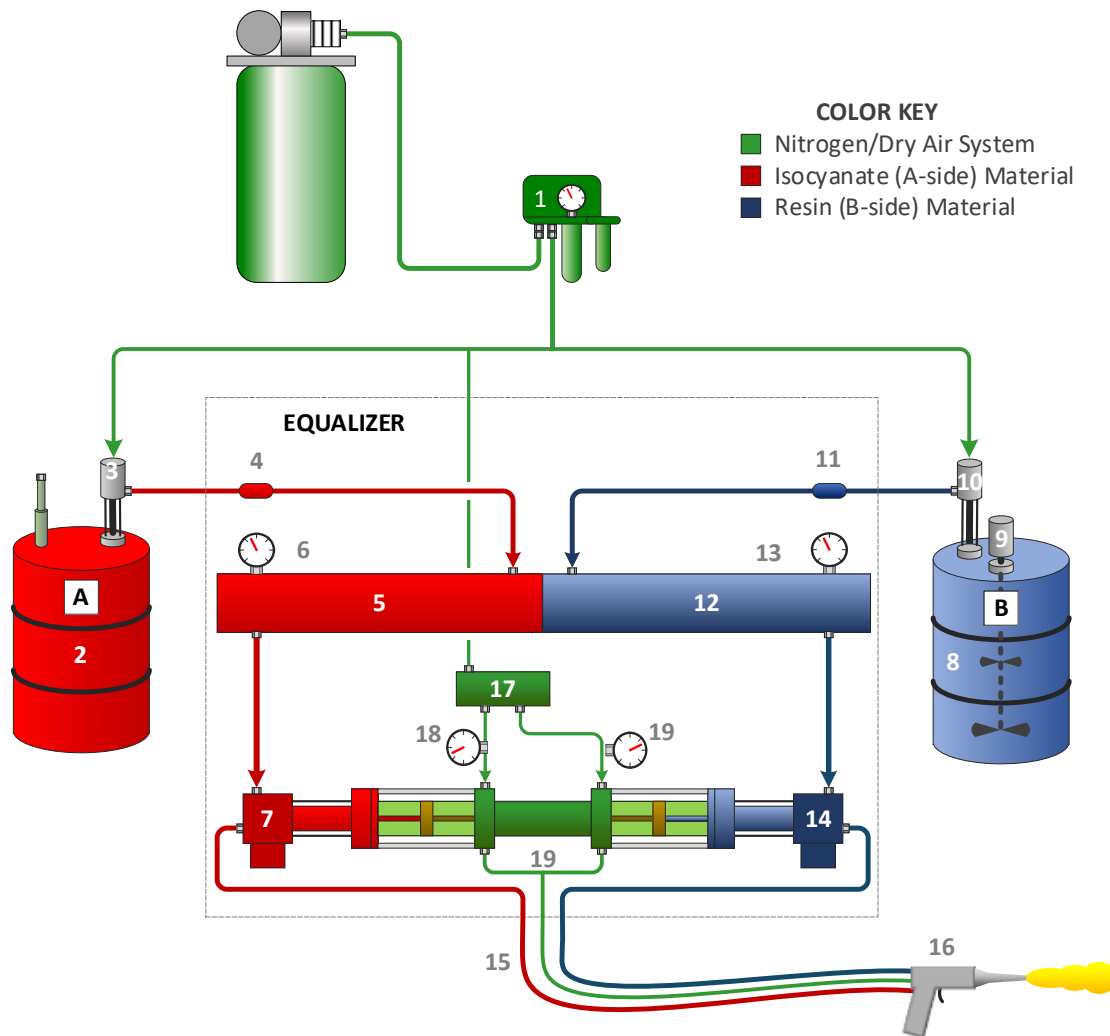 COLOR KEY
Nitrogen/Dry Air System
Isocyanate (A-side) Material
Resin (B-side) Material
1
EQUALIZER
3
4
11
10
9
6
13
A
B
5
12
2
8
17
18
19
7
14
19
15
16